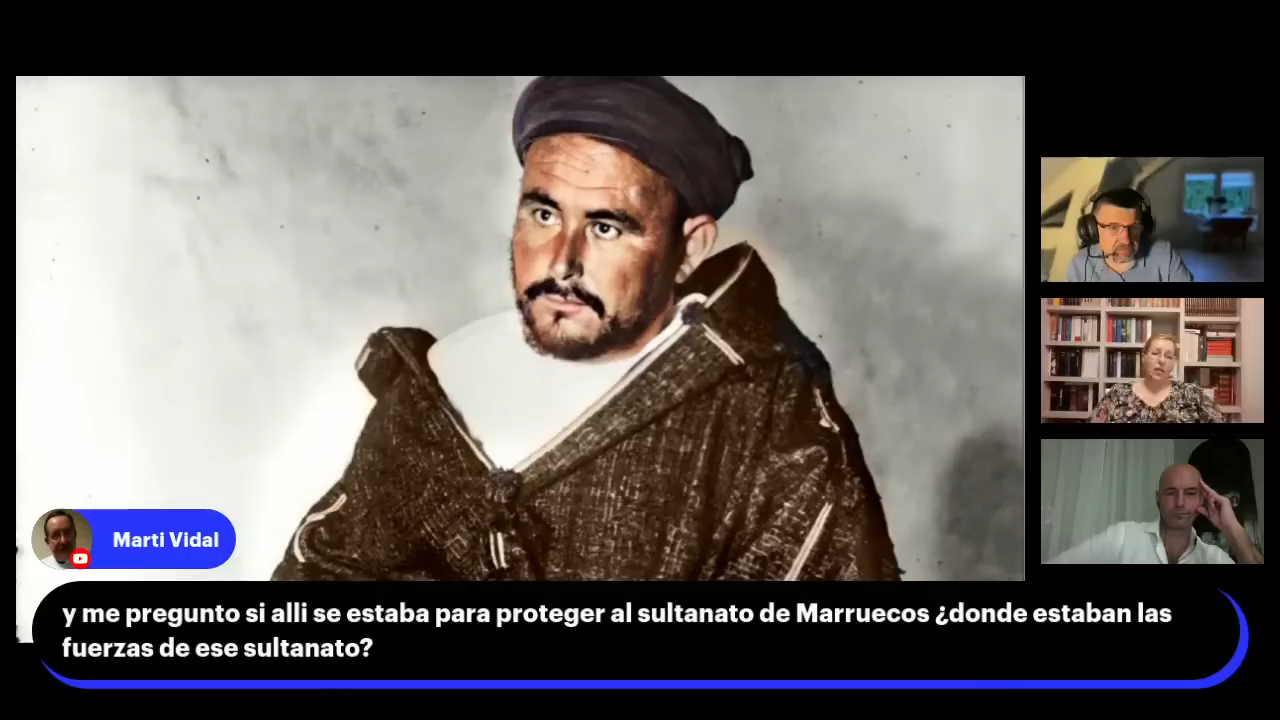 Marti Vidal
y me pregunto si alli se estaba para proteger al sultanato de Marruecos ¿donde estaban las
fuerzas de ese sultanato?